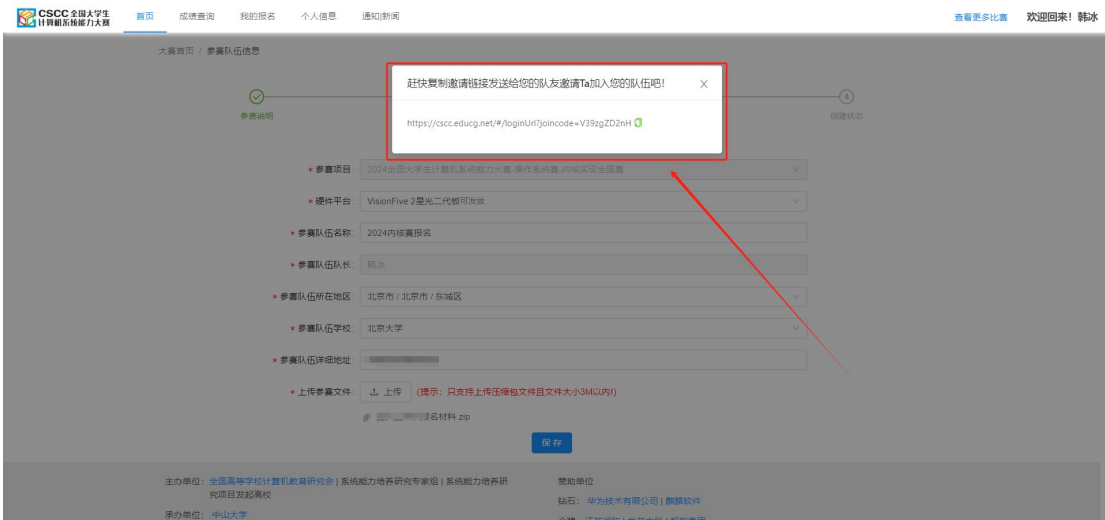 CSCC 全国大学生
计算机系统能力大赛
首页 成绩查询 我的报名 个人信息 通知|新闻 查看更多比赛 欢迎回来！韩冰
大赛首页 / 参赛队伍信息
赶快复制邀请链接发送给您的队友邀请Ta加入您的队伍吧! X
https://cscc.educg.net/#/loginUrl?joincode=V39zgZD2nH
参赛说明 4 创建状态
* 参赛项目: 2024全国大学生计算机系统能力大赛-操作系统赛-内核实现全国赛
* 硬件平台: VisionFive 2星光二代板可发放
* 参赛队伍名称: 2024内核赛报名
* 参赛队伍队长: 韩冰
* 参赛队伍所在地区: 北京市 / 北京市 / 东城区
* 参赛队伍学校: 北京大学
* 参赛队伍详细地址:
* 上传参赛文件: 上传 (提示: 只支持上传压缩包文件且文件大小3M以内!)
名材料.zip
保存
主办单位: 全国高等学校计算机教育研究会 | 系统能力培养研究专家组 | 系统能力培养研 赞助单位
究项目发起高校 钻石: 华为技术有限公司 | 麒麟软件
承办单位: 中山大学